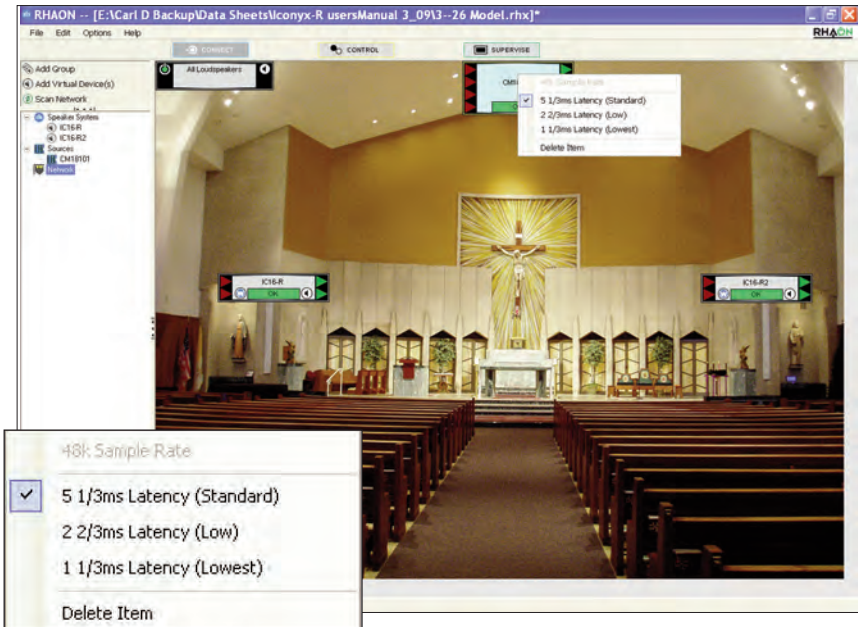 RHAON -- [E:\Carl D Backup\Data Sheets\Iconyx-R usersManual 3_09\3--26 Model.rhx]*
File Edit Options Help
RHAON
CONNECT
CONTROL
SUPERVISE
Add Group
Add Virtual Device(s)
Scan Network
Speaker System
IC16-R
IC16-R2
Sources
CM18101
Network
All Loudspeakers
48k Sample Rate
5 1/3ms Latency (Standard)
2 2/3ms Latency (Low)
1 1/3ms Latency (Lowest)
Delete Item
IC16-R
OK
IC16-R2
OK
48k Sample Rate
5 1/3ms Latency (Standard)
2 2/3ms Latency (Low)
1 1/3ms Latency (Lowest)
Delete Item